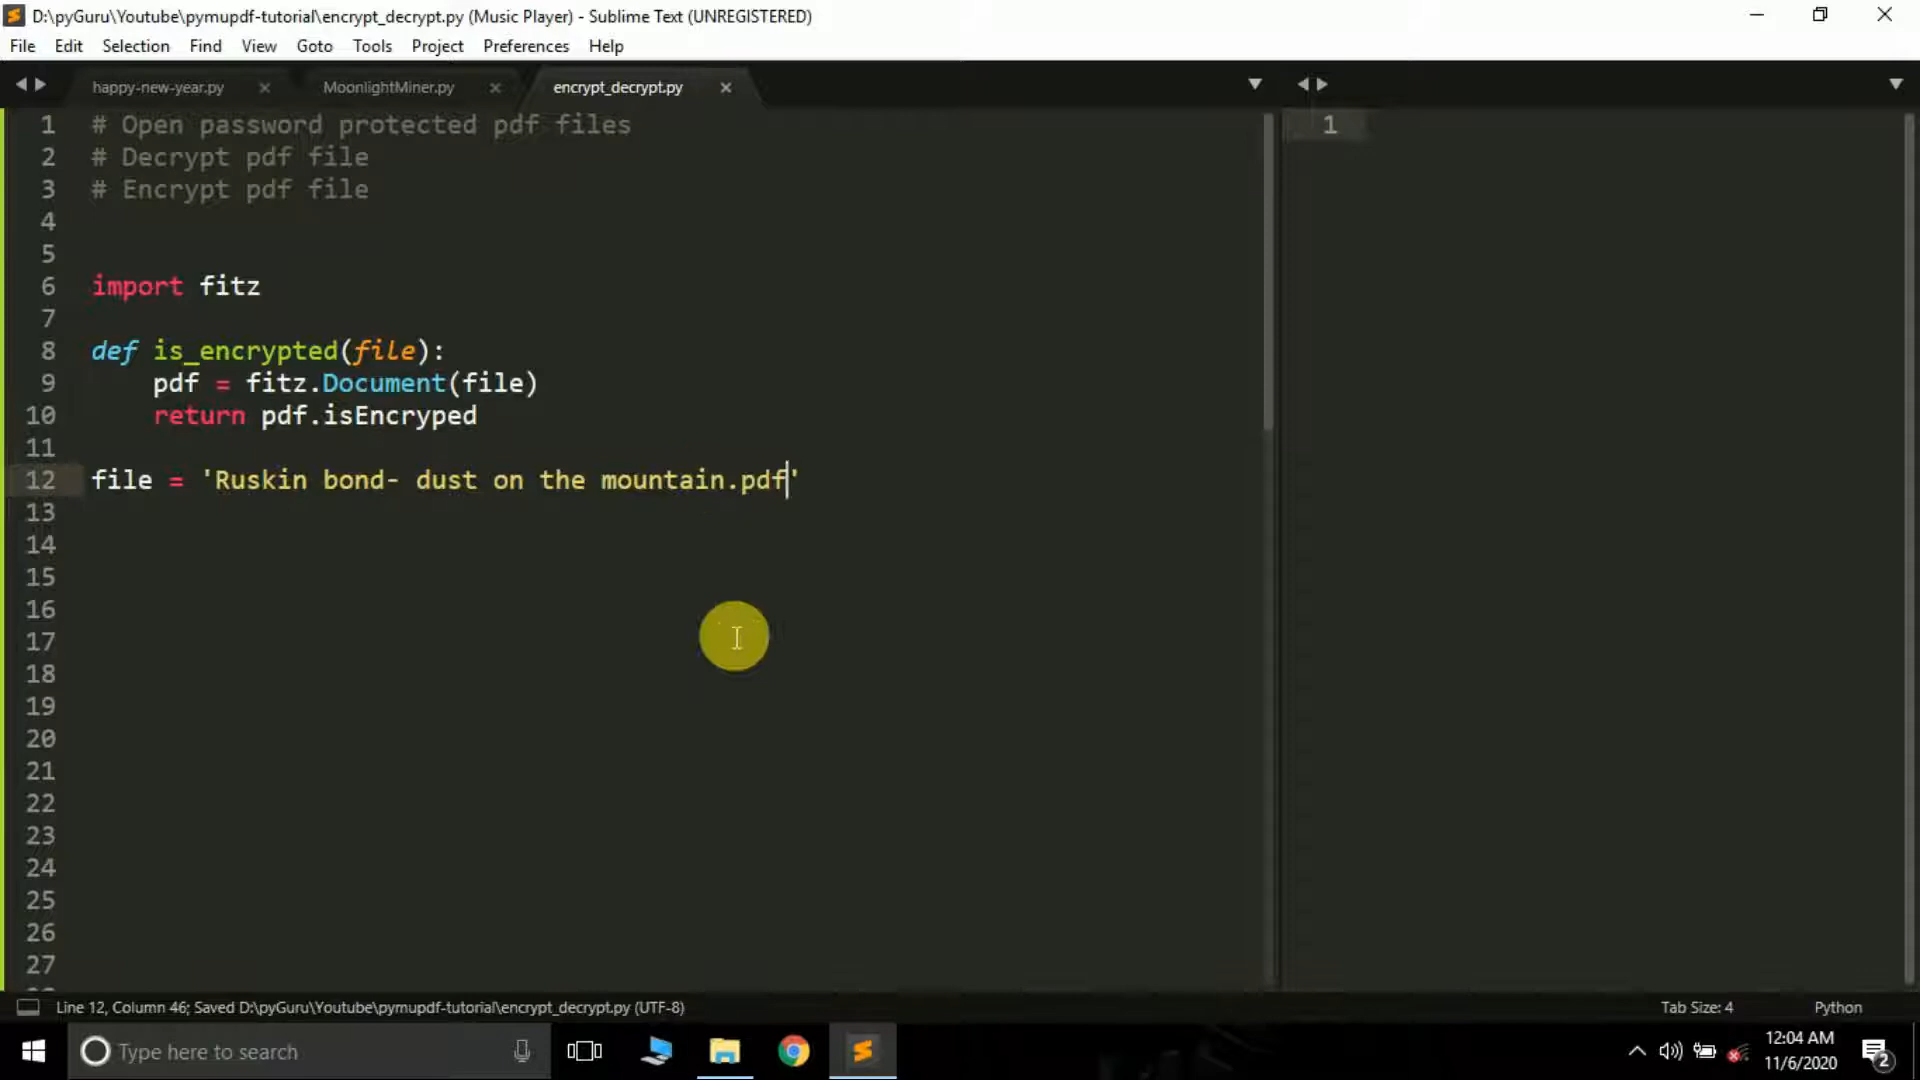 D:\pyGuru\Youtube\pymupdf-tutorial\encrypt_decrypt.py (Music Player) - Sublime Text (UNREGISTERED)
File Edit Selection Find View Goto Tools Project Preferences Help
happy-new-year.py MoonlightMiner.py encrypt_decrypt.py
1 # Open password protected pdf files 1
2 # Decrypt pdf file
3 # Encrypt pdf file
4
5
6 import fitz
7
8 def is_encrypted(file):
9 pdf = fitz.Document(file)
10 return pdf.isEncryped
11
12 file = 'Ruskin bond- dust on the mountain.pdf'
13
14
15
16
17
18
19
20
21
22
23
24
25
26
27
Line 12, Column 46; Saved D:\pyGuru\Youtube\pymupdf-tutorial\encrypt_decrypt.py (UTF-8) Tab Size: 4 Python
Type here to search
12:04 AM
11/6/2020
2